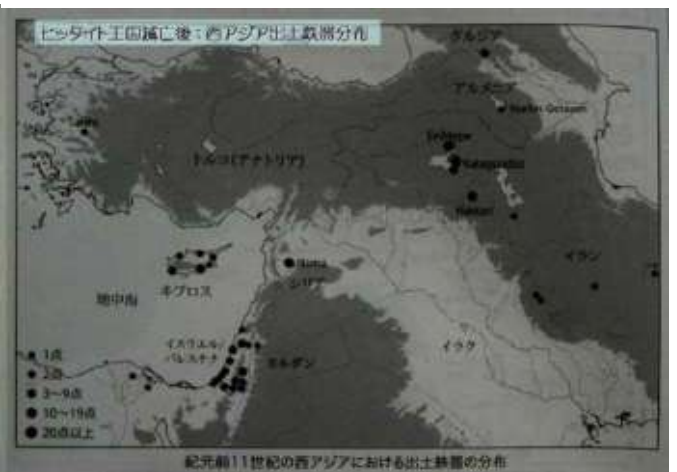 ヒッタイト王国滅亡後：西アジア出土鉄器分布
グルジア
アルメニア
トルコ(アナトリア)
Hama
シリア
キプロス
地中海
イスラエル/
パレスチナ
ヨルダン
イラク
イラン
1点
2点
3〜9点
10〜19点
20点以上
紀元前11世紀の西アジアにおける出土鉄器の分布